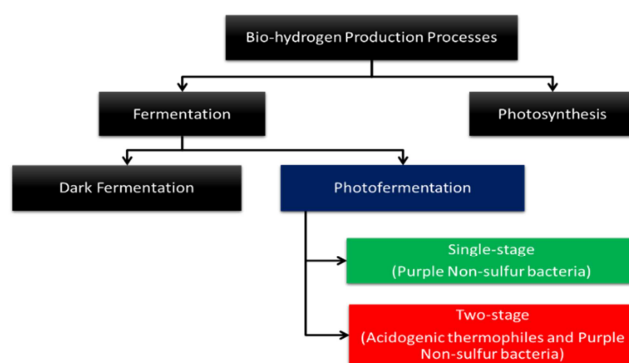 Bio-hydrogen Production Processes
Fermentation
Photosynthesis
Dark Fermentation
Photofermentation
Single-stage
(Purple Non-sulfur bacteria)
Two-stage
(Acidogenic thermophiles and Purple
Non-sulfur bacteria)